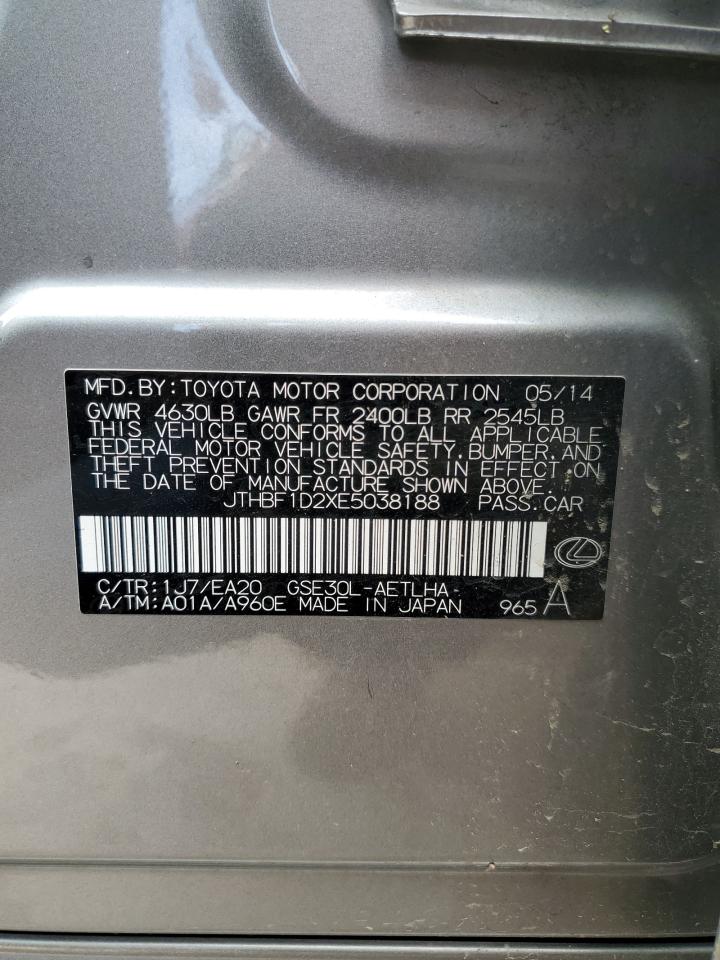 MFD.BY:TOYOTA MOTOR CORPORATION 05/14
GVWR 4630LB GAWR FR 2400LB RR 2545LB
THIS VEHICLE CONFORMS TO ALL APPLICABLE
FEDERAL MOTOR VEHICLE SAFETY,BUMPER,AND
THEFT PREVENTION STANDARDS IN EFFECT ON
THE DATE OF MANUFACTURE SHOWN ABOVE.
JTHBF1D2XE5038188 PASS.CAR
C/TR:1J7/EA20 GSE30L-AETLHA
A/TM:A01A/A960E MADE IN JAPAN 965 A